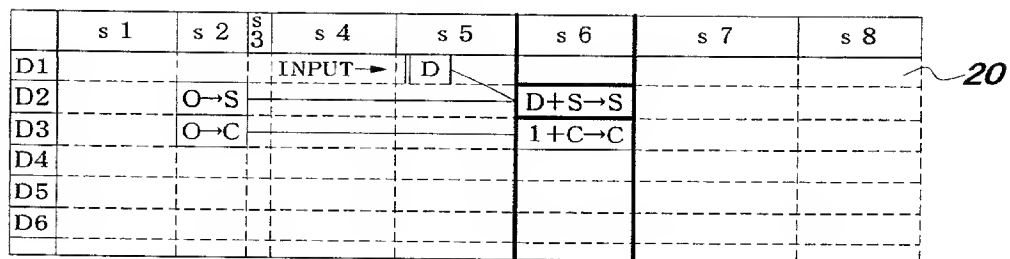 s 1 s 2 s 3 s 4 s 5 s 6 s 7 s 8
D1 INPUT→ D
20
D2 O→S D+S→S
D3 O→C 1+C→C
D4
D5
D6